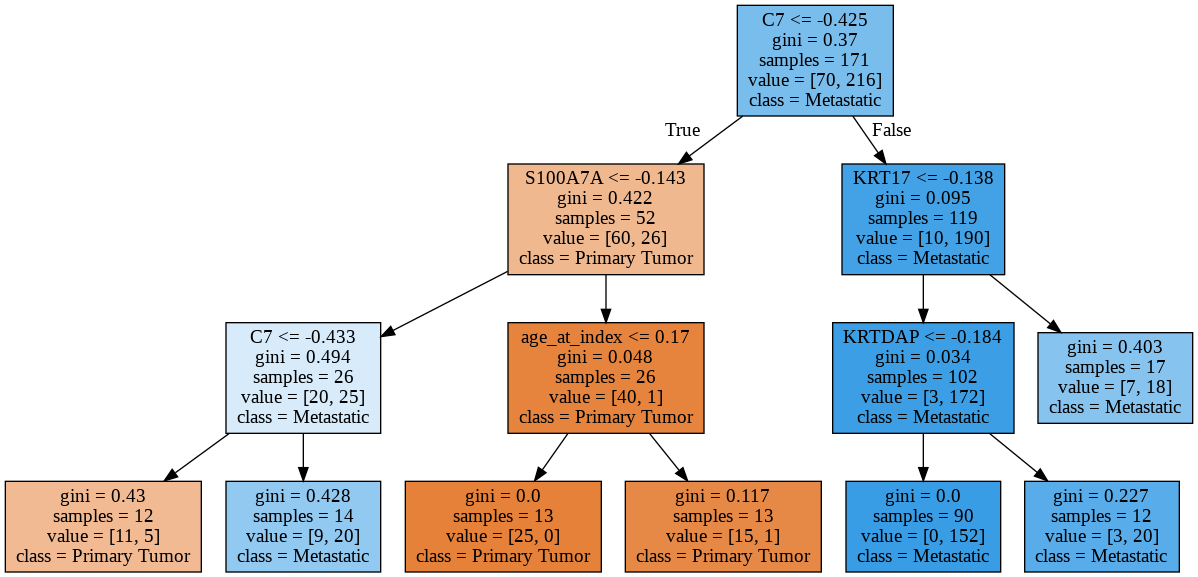 C7 <= -0.425
gini = 0.37
samples = 171
value = [70, 216]
class = Metastatic
True
False
S100A7A <= -0.143
gini = 0.422
samples = 52
value = [60, 26]
class = Primary Tumor
KRT17 <= -0.138
gini = 0.095
samples = 119
value = [10, 190]
class = Metastatic
C7 <= -0.433
gini = 0.494
samples = 26
value = [20, 25]
class = Metastatic
age_at_index <= 0.17
gini = 0.048
samples = 26
value = [40, 1]
class = Primary Tumor
KRTDAP <= -0.184
gini = 0.034
samples = 102
value = [3, 172]
class = Metastatic
gini = 0.403
samples = 17
value = [7, 18]
class = Metastatic
gini = 0.43
samples = 12
value = [11, 5]
class = Primary Tumor
gini = 0.428
samples = 14
value = [9, 20]
class = Metastatic
gini = 0.0
samples = 13
value = [25, 0]
class = Primary Tumor
gini = 0.117
samples = 13
value = [15, 1]
class = Primary Tumor
gini = 0.0
samples = 90
value = [0, 152]
class = Metastatic
gini = 0.227
samples = 12
value = [3, 20]
class = Metastatic